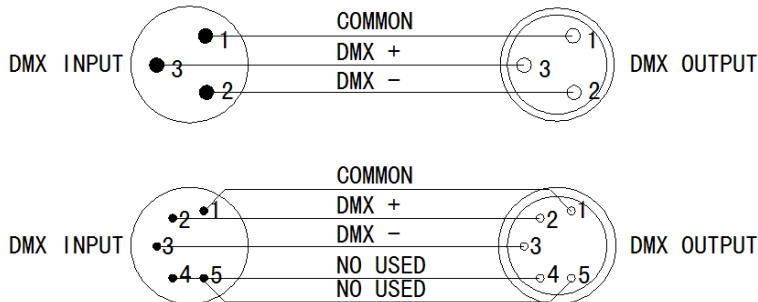 COMMON
DMX INPUT 1 3 2 DMX + DMX - 1 3 2 DMX OUTPUT
COMMON
DMX INPUT 1 2 3 4 5 DMX + DMX - NO USED NO USED 1 2 3 4 5 DMX OUTPUT